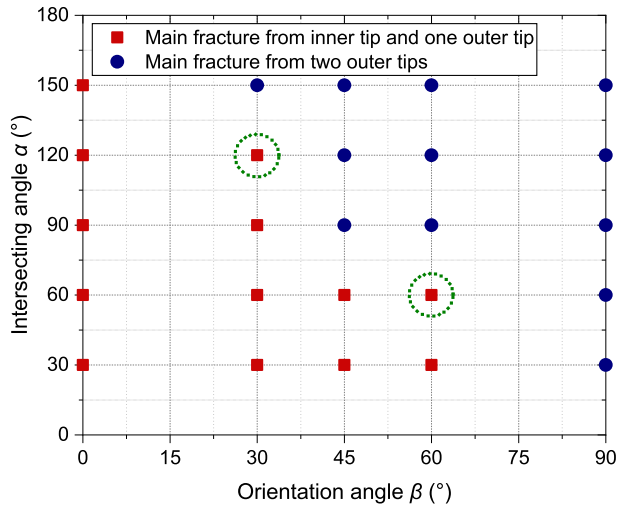 180
150
120
90
60
30
0
Intersecting angle α (°)
Main fracture from inner tip and one outer tip
Main fracture from two outer tips
0 15 30 45 60 75 90
Orientation angle β (°)